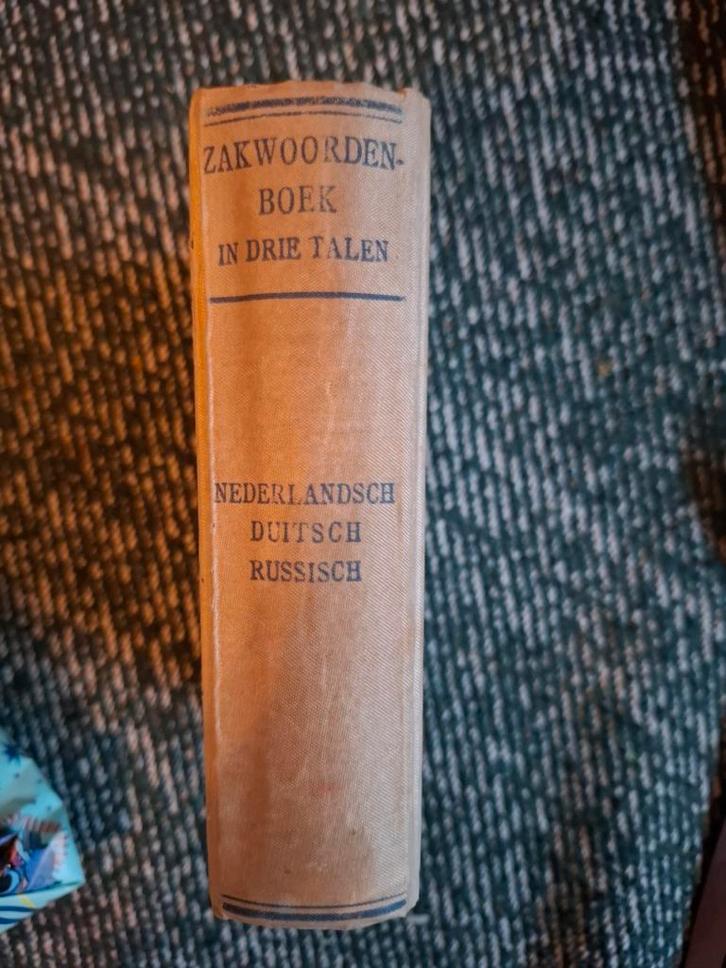 ZAKWOORDEN-
BOEK
IN DRIE TALEN
NEDERLANDSCH
DUITSCH
RUSSISCH